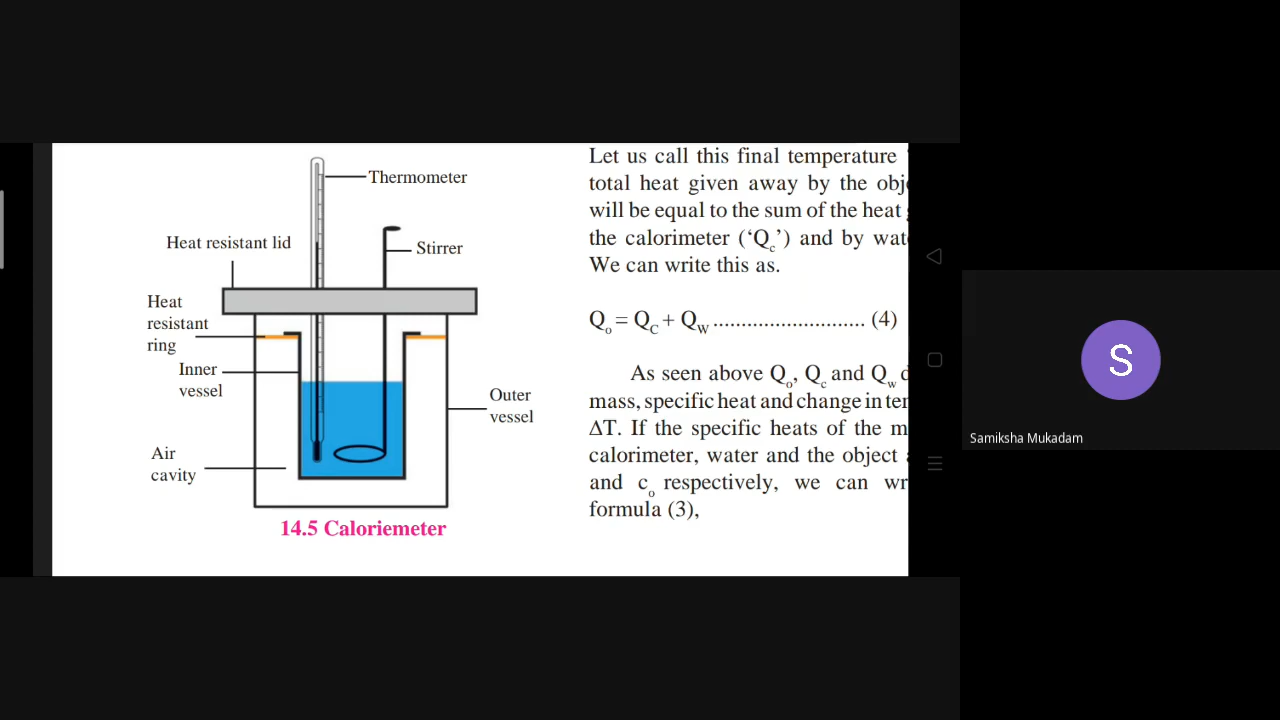 Thermometer
Heat resistant lid
Stirrer
Heat
resistant
ring
Inner
vessel
Outer
vessel
Air
cavity
14.5 Caloriemeter
Let us call this final temperature
total heat given away by the
will be equal to the sum of the heat
the calorimeter (‘Qc’) and by
We can write this as.
Qo = QC + QW ........................... (4)
As seen above Qo, Qc and Qw
mass, specific heat and change in
ΔT. If the specific heats of the
calorimeter, water and the object
and co respectively, we can
formula (3),
S
Samiksha Mukadam